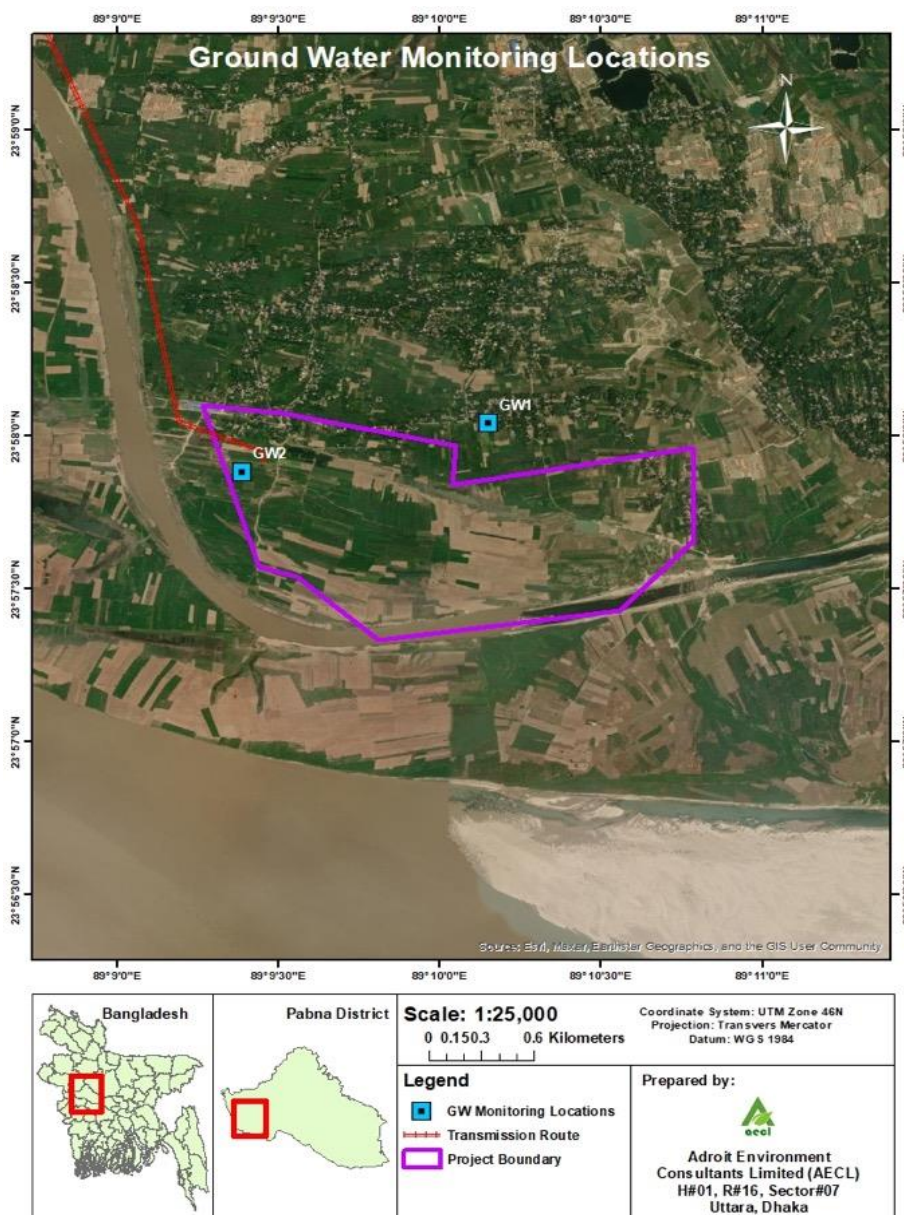 89°9'0"E 89°9'30"E 89°10'0"E 89°10'30"E 89°11'0"E
Ground Water Monitoring Locations
N
23°59'0"N
23°58'30"N
GW1
23°58'0"N
GW2
23°57'30"N
23°57'0"N
23°56'30"N
Source: Esri, Maxar, Earthstar Geographics, and the GIS User Community
89°9'0"E 89°9'30"E 89°10'0"E 89°10'30"E 89°11'0"E
Bangladesh
Pabna District
Scale: 1:25,000
0 0.150.3 0.6 Kilometers
Coordinate System: UTM Zone 46N
Projection: Transvers Mercator
Datum: WGS 1984
Legend
GW Monitoring Locations
Transmission Route
Project Boundary
Prepared by:
aecl
Adroit Environment
Consultants Limited (AECL)
H#01, R#16, Sector#07
Uttara, Dhaka